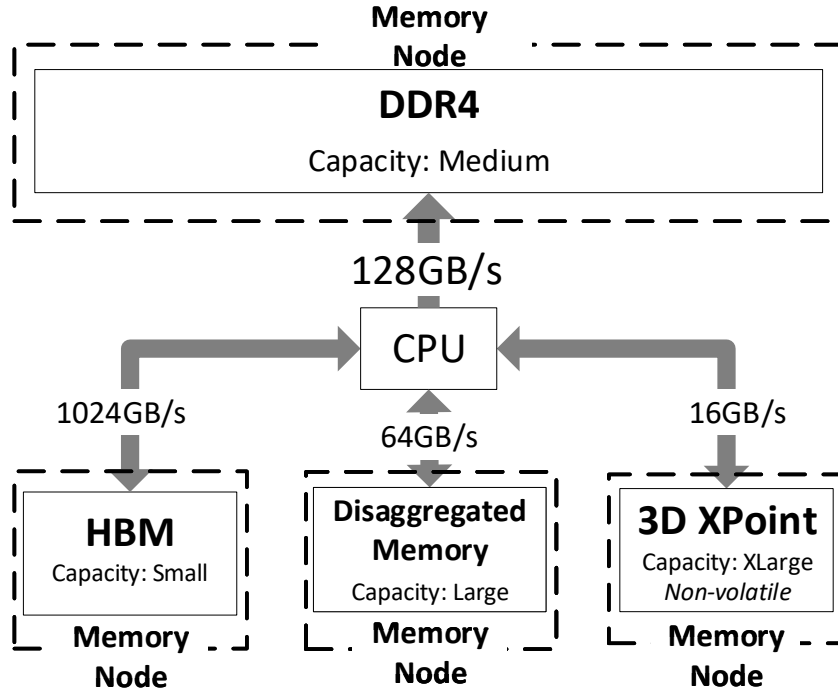 Memory
Node
DDR4
Capacity: Medium
128GB/s
CPU
1024GB/s
64GB/s
16GB/s
HBM
Capacity: Small
Memory
Node
Disaggregated
Memory
Capacity: Large
Memory
Node
3D XPoint
Capacity: XLarge
Non-volatile
Memory
Node